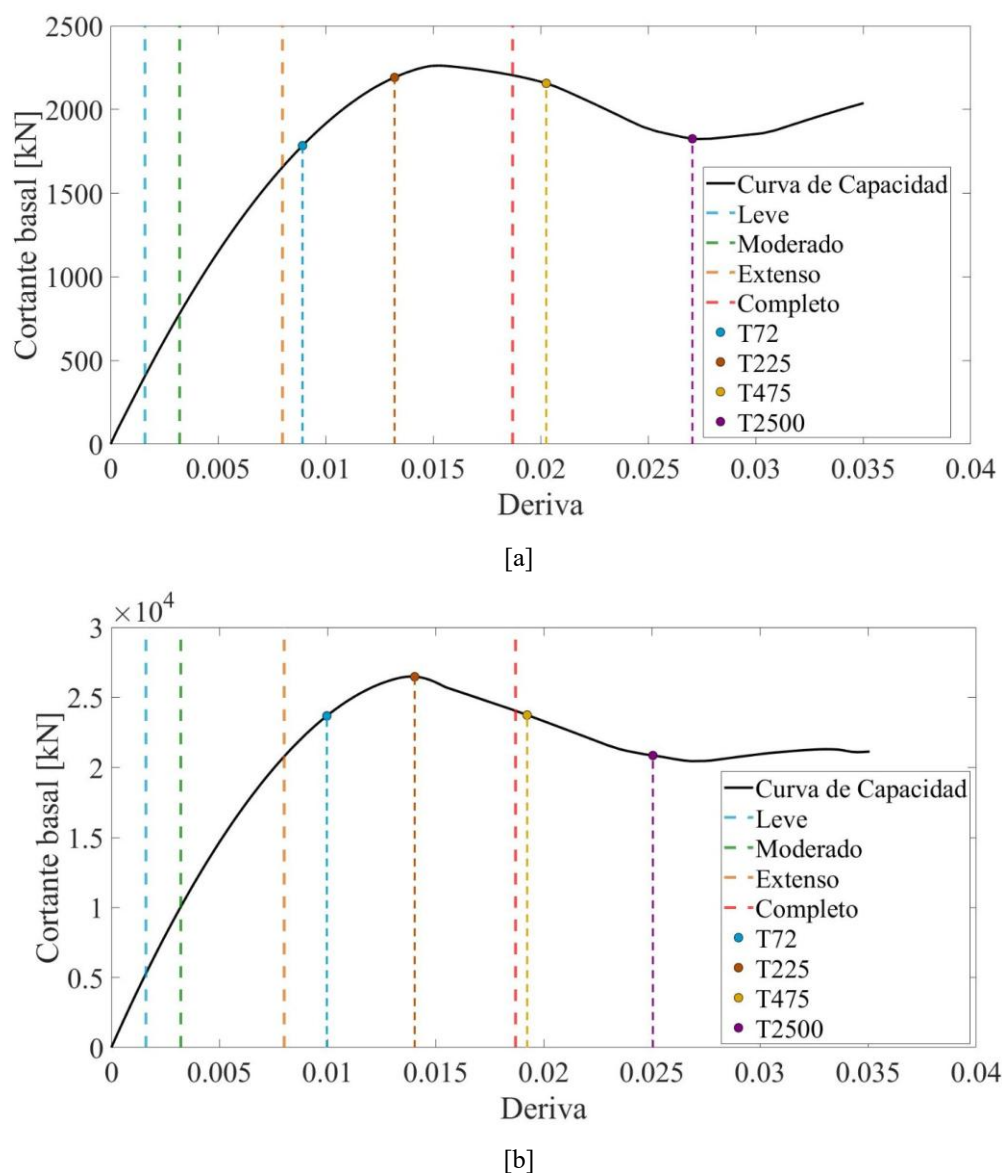 2500
2000
1500
1000
500
0
Cortante basal [kN]
Curva de Capacidad
Leve
Moderado
Extenso
Completo
T72
T225
T475
T2500
0 0.005 0.01 0.015 0.02 0.025 0.03 0.035 0.04
Deriva
[a]
×10⁴
3
2.5
2
1.5
1
0.5
0
Cortante basal [kN]
Curva de Capacidad
Leve
Moderado
Extenso
Completo
T72
T225
T475
T2500
0 0.005 0.01 0.015 0.02 0.025 0.03 0.035 0.04
Deriva
[b]